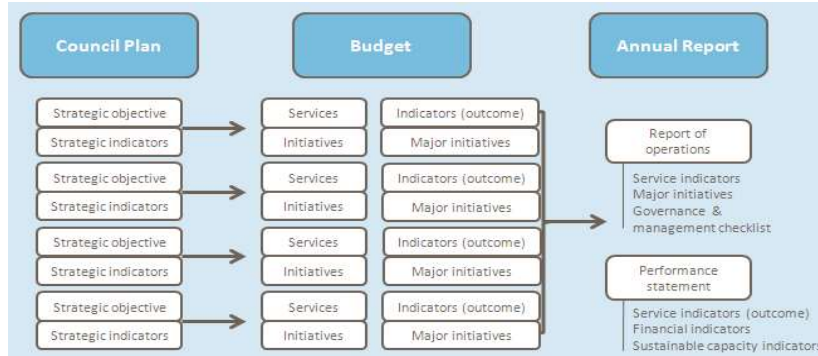 Council Plan
Budget
Annual Report
Strategic objective
Strategic indicators
Services
Initiatives
Indicators (outcome)
Major initiatives
Strategic objective
Strategic indicators
Services
Initiatives
Indicators (outcome)
Major initiatives
Strategic objective
Strategic indicators
Services
Initiatives
Indicators (outcome)
Major initiatives
Strategic objective
Strategic indicators
Services
Initiatives
Indicators (outcome)
Major initiatives
Report of
operations
Service indicators
Major initiatives
Governance &
management checklist
Performance
statement
Service indicators (outcome)
Financial indicators
Sustainable capacity indicators